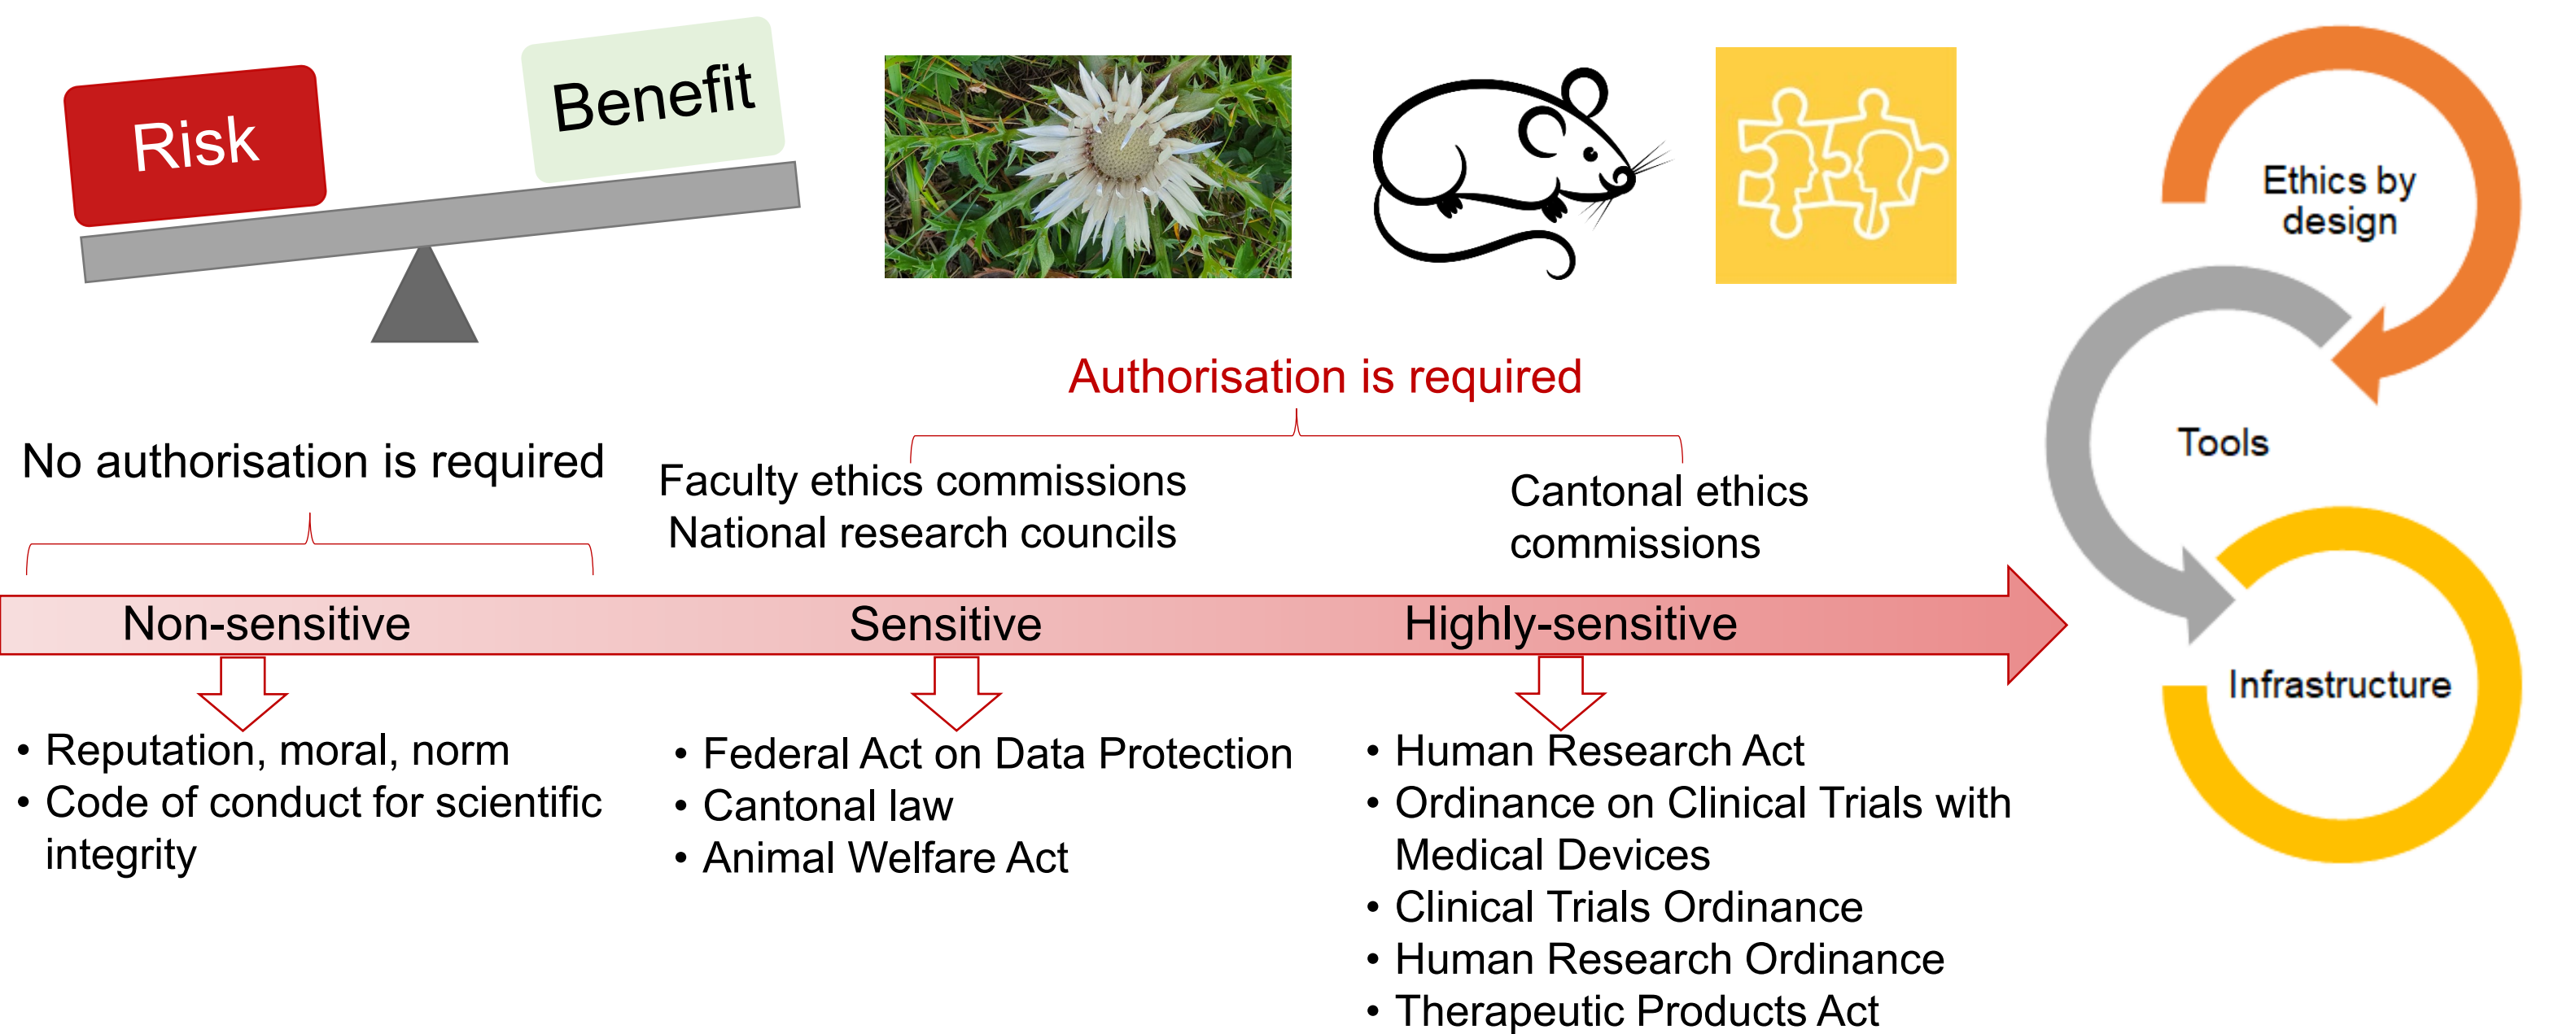 Risk
Benefit
Authorisation is required
No authorisation is required
Faculty ethics commissions
National research councils
Cantonal ethics
commissions
Non-sensitive
Sensitive
Highly-sensitive
• Reputation, moral, norm
• Code of conduct for scientific
integrity
• Federal Act on Data Protection
• Cantonal law
• Animal Welfare Act
• Human Research Act
• Ordinance on Clinical Trials with
Medical Devices
• Clinical Trials Ordinance
• Human Research Ordinance
• Therapeutic Products Act
Ethics by
design
Tools
Infrastructure